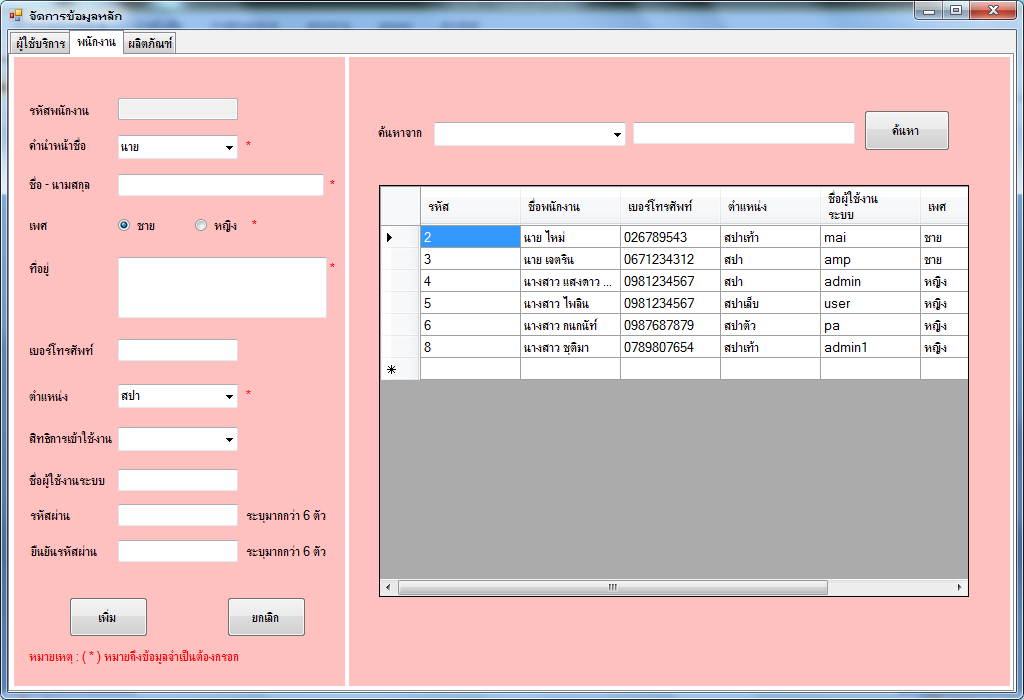 จัดการข้อมูลหลัก
ผู้ใช้บริการ พนักงาน ผลิตภัณฑ์
รหัสพนักงาน
คำนำหน้าชื่อ นาย *
ชื่อ - นามสกุล *
เพศ ชาย หญิง *
ที่อยู่ *
เบอร์โทรศัพท์
ตำแหน่ง สปา *
สิทธิการเข้าใช้งาน
ชื่อผู้ใช้งานระบบ
รหัสผ่าน ระบุมากกว่า 6 ตัว
ยืนยันรหัสผ่าน ระบุมากกว่า 6 ตัว
เพิ่ม ยกเลิก
หมายเหตุ : ( * ) หมายถึงข้อมูลจำเป็นต้องกรอก
ค้นหาจาก ค้นหา
รหัส ชื่อพนักงาน เบอร์โทรศัพท์ ตำแหน่ง ชื่อผู้ใช้งาน ระบบ เพศ
2 นาย ไหม่ 026789543 สปาเท้า mai ชาย
3 นาย เจตริน 0671234312 สปา amp ชาย
4 นางสาว แสงดาว ... 0981234567 สปา admin หญิง
5 นางสาว ไพลิน 0981234567 สปาเล็บ user หญิง
6 นางสาว กนกนัท์ 0987687879 สปาตัว pa หญิง
8 นางสาว ชุติมา 0789807654 สปาเท้า admin1 หญิง